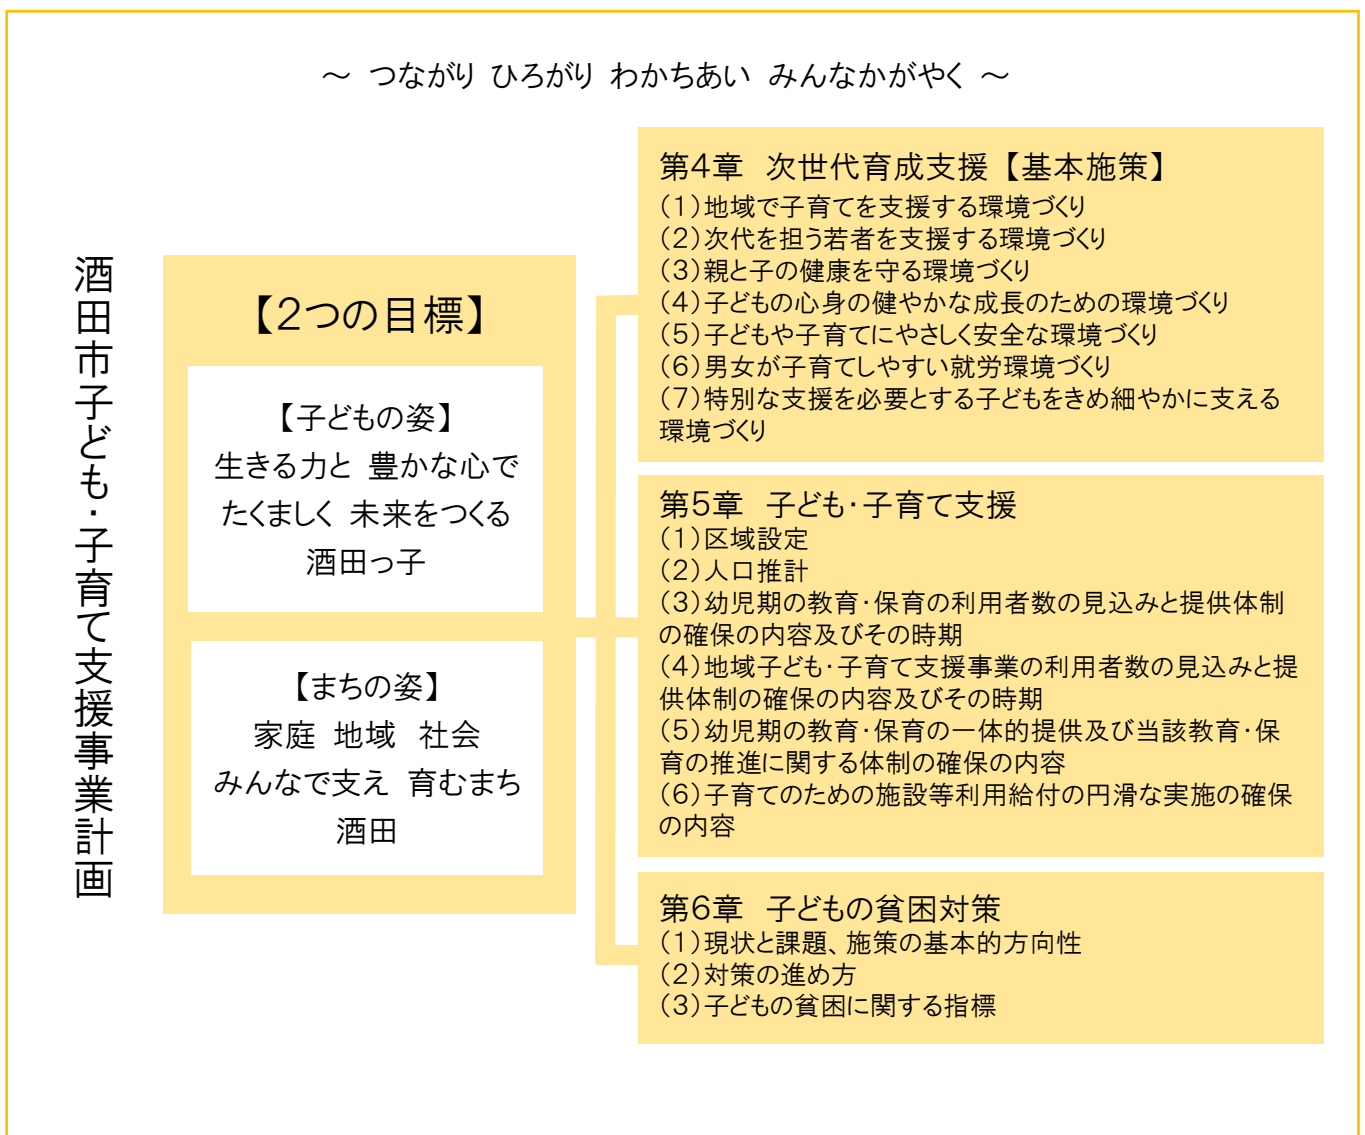 ～ つながり ひろがり わかちあい みんなかがやく ～
酒田市子ども・子育て支援事業計画
【2つの目標】
【子どもの姿】
生きる力と 豊かな心で
たくましく 未来をつくる
酒田っ子
【まちの姿】
家庭 地域 社会
みんなで支え 育むまち
酒田
第4章 次世代育成支援【基本施策】
（1）地域で子育てを支援する環境づくり
（2）次代を担う若者を支援する環境づくり
（3）親と子の健康を守る環境づくり
（4）子どもの心身の健やかな成長のための環境づくり
（5）子どもや子育てにやさしく安全な環境づくり
（6）男女が子育てしやすい就労環境づくり
（7）特別な支援を必要とする子どもをきめ細やかに支える
環境づくり
第5章 子ども・子育て支援
（1）区域設定
（2）人口推計
（3）幼児期の教育・保育の利用者数の見込みと提供体制
の確保の内容及びその時期
（4）地域子ども・子育て支援事業の利用者数の見込みと提
供体制の確保の内容及びその時期
（5）幼児期の教育・保育の一体的提供及び当該教育・保
育の推進に関する体制の確保の内容
（6）子育てのための施設等利用給付の円滑な実施の確保
の内容
第6章 子どもの貧困対策
（1）現状と課題、施策の基本的方向性
（2）対策の進め方
（3）子どもの貧困に関する指標